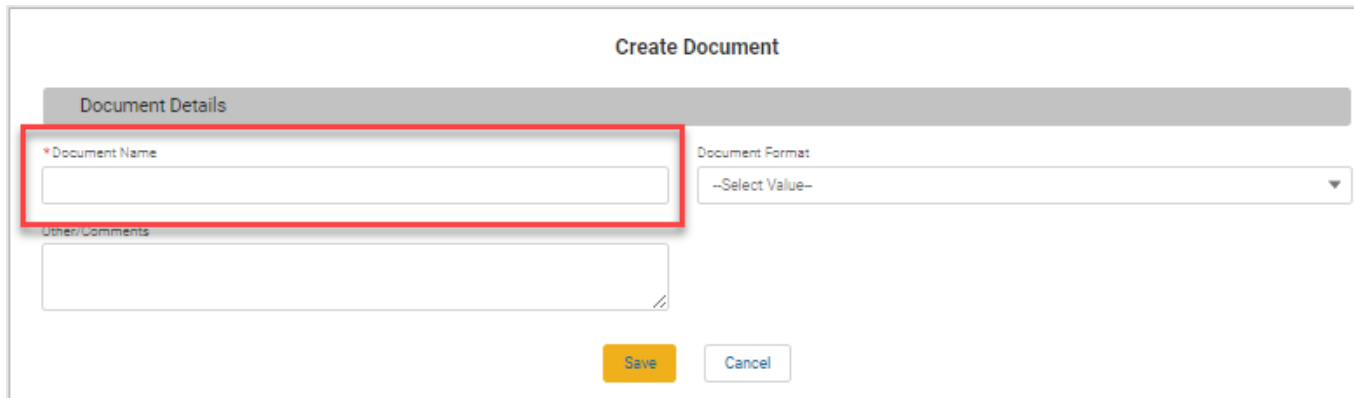 Create Document
Document Details
*Document Name
Document Format
--Select Value--
Other/Comments
Save
Cancel